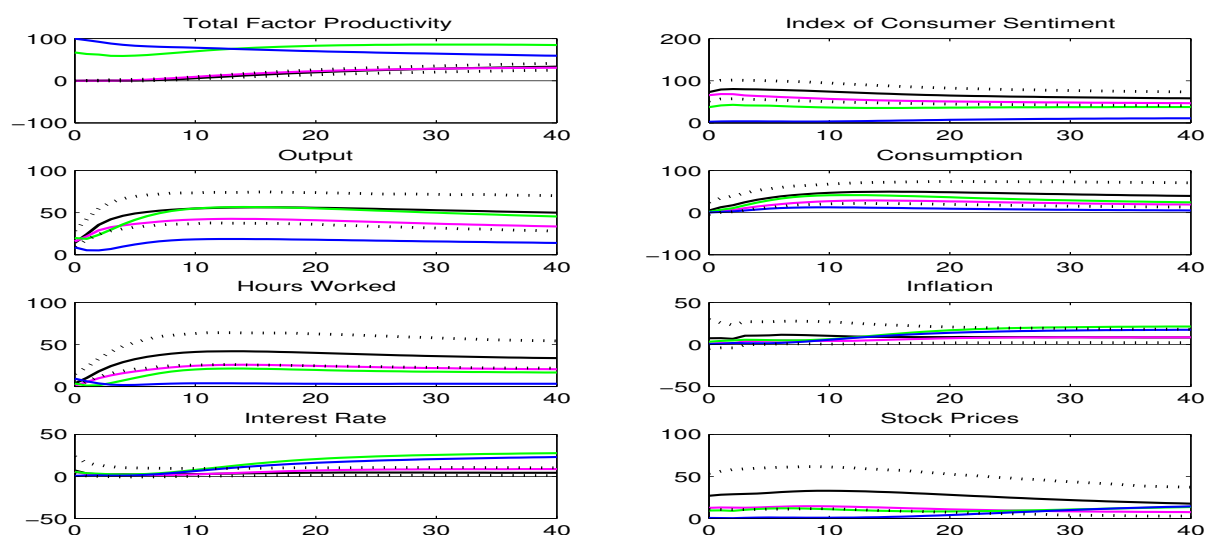 Total Factor Productivity
100
0
−100
0 10 20 30 40
Index of Consumer Sentiment
200
100
0
0 10 20 30 40
Output
100
50
0
0 10 20 30 40
Consumption
100
0
−100
0 10 20 30 40
Hours Worked
100
50
0
0 10 20 30 40
Inflation
50
0
−50
0 10 20 30 40
Interest Rate
50
0
−50
0 10 20 30 40
Stock Prices
100
50
0
0 10 20 30 40